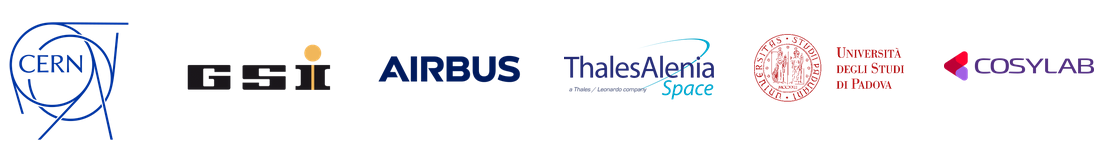 CERN
GSI
AIRBUS
ThalesAlenia
a Thales / Leonardo company
Space
UNIVERSITÀ
DEGLI STUDI
DI PADOVA
COSYLAB